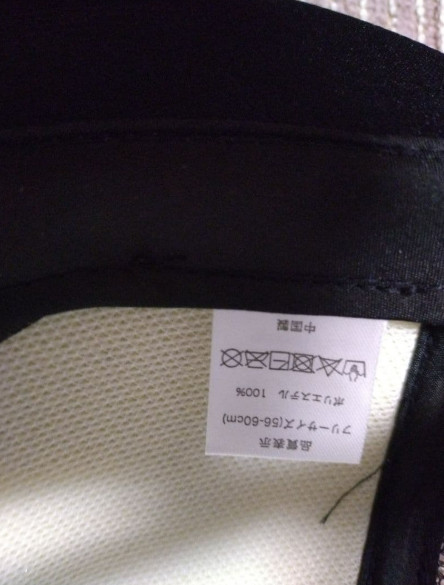 品質表示
フリーサイズ(56-60cm)
ポリエステル 100%
中国製